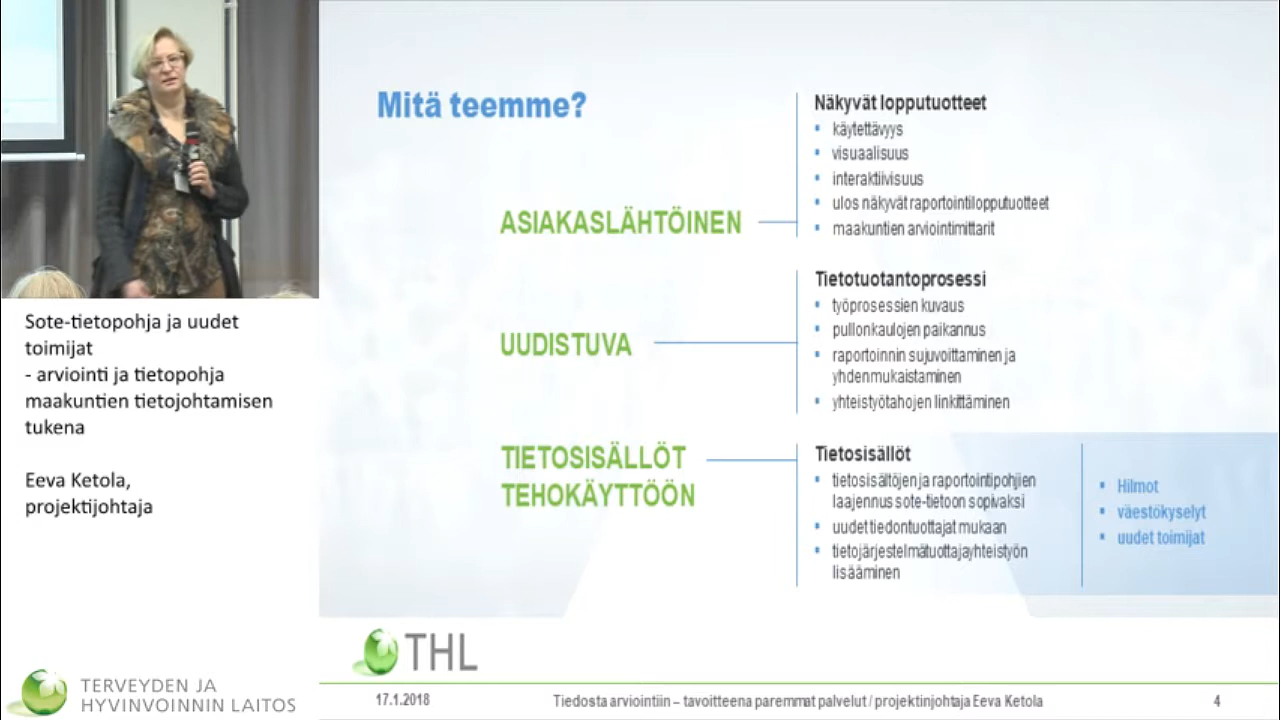 Sote-tietopohja ja uudet
toimijat
- arviointi ja tietopohja
maakuntien tietojohtamisen
tukena
Eeva Ketola,
projektijohtaja
TERVEYDEN JA
HYVINVOINNIN LAITOS
Mitä teemme?
ASIAKASLÄHTÖINEN
Näkyvät lopputuotteet
▪ käytettävyys
▪ visuaalisuus
▪ interaktiivisuus
▪ ulos näkyvät raportointilopputuotteet
▪ maakuntien arviointimittarit
UUDISTUVA
Tietotuotantoprosessi
▪ työprosessien kuvaus
▪ pullonkaulojen paikannus
▪ raportoinnin sujuvoittaminen ja
yhdenmukaistaminen
▪ yhteistyötahojen linkittäminen
TIETOSISÄLLÖT
TEHOKÄYTTÖÖN
Tietosisällöt
▪ tietosisältöjen ja raportointipohjien
laajennus sote-tietoon sopivaksi
▪ uudet tiedontuottajat mukaan
▪ tietojärjestelmätuottajayhteistyön
lisääminen
▪ Hilmot
▪ väestökyselyt
▪ uudet toimijat
THL
17.1.2018
Tiedosta arviointiin – tavoitteena paremmat palvelut / projektinjohtaja Eeva Ketola
4